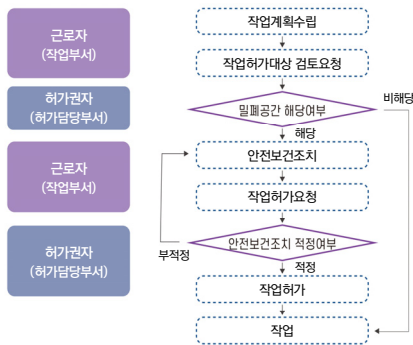 근로자
(작업부서)
작업계획수립
작업허가대상 검토요청
허가권자
(허가담당부서)
밀폐공간 해당여부
비해당
해당
근로자
(작업부서)
안전보건조치
작업허가요청
허가권자
(허가담당부서)
안전보건조치 적정여부
부적정
적정
작업허가
작업